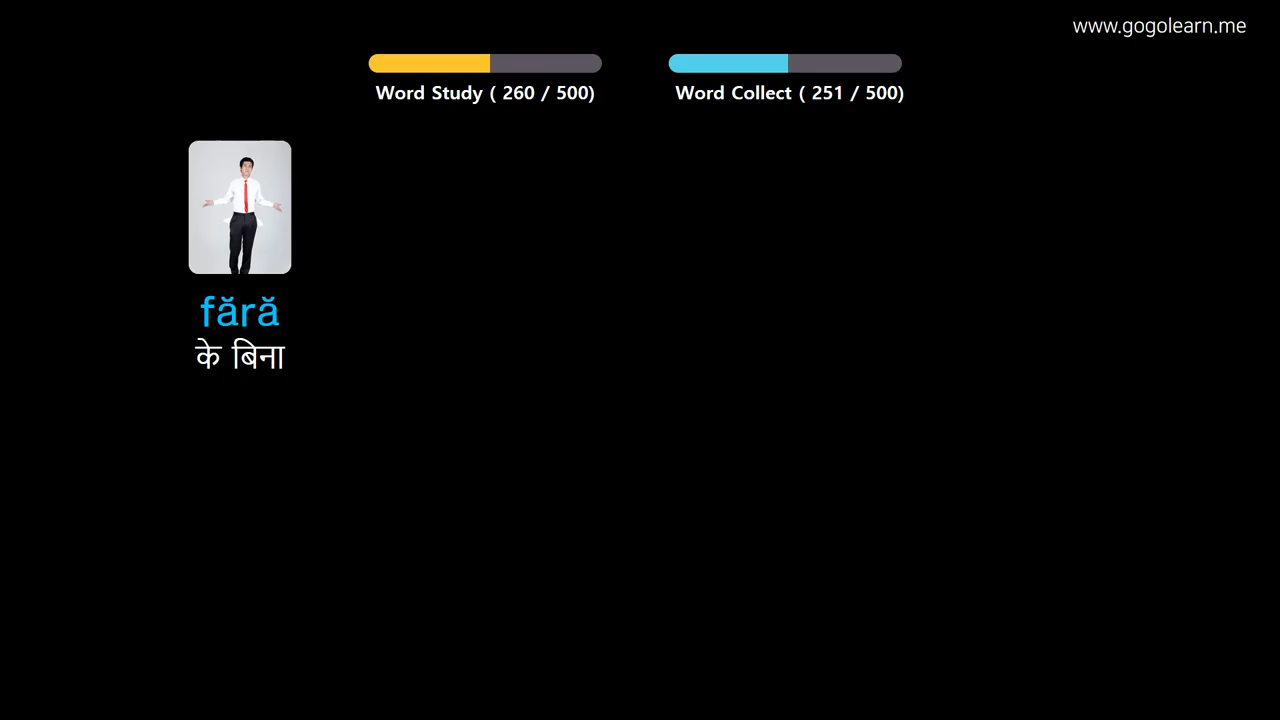 www.gogolearn.me
Word Study ( 260 / 500)
Word Collect ( 251 / 500)
fără
के बिना